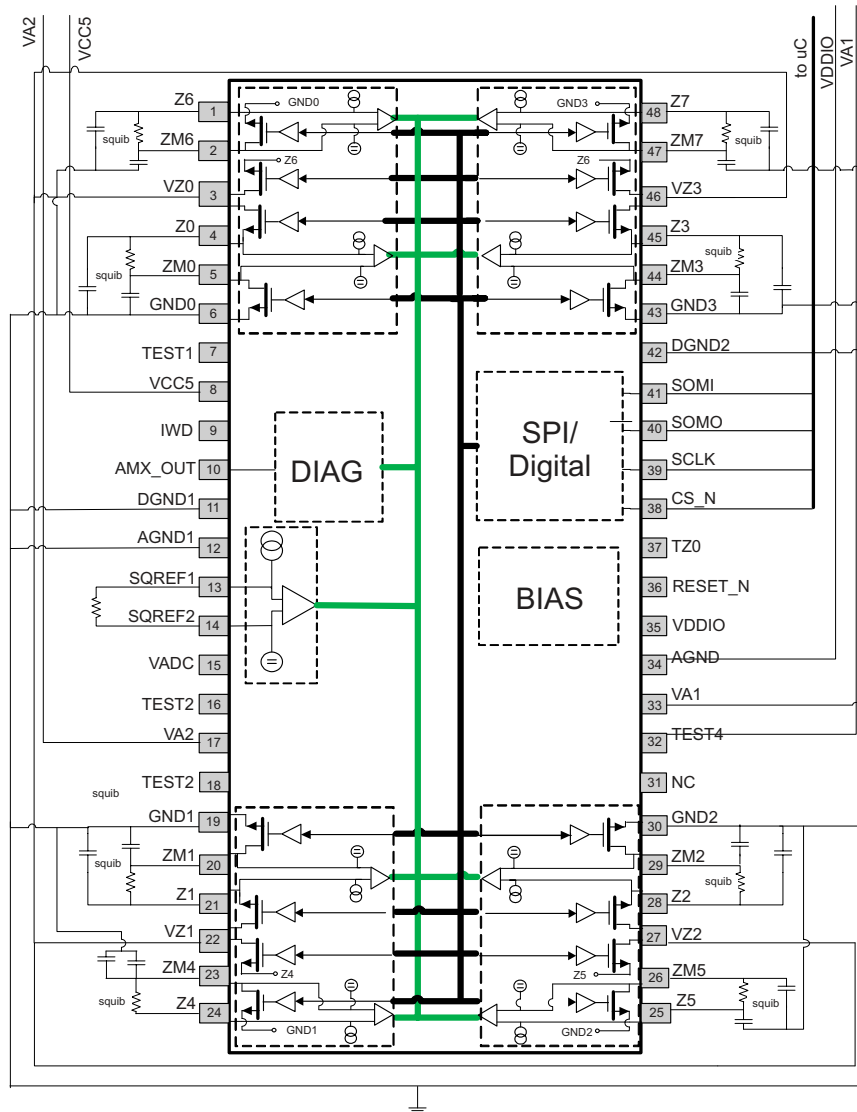 VA2
VCC5
to uC
VDDIO
VA1
Z6
1
GND0
GND3
48
Z7
squib
ZM6
2
47
ZM7
squib
Z6
Z6
VZ0
3
46
VZ3
Z0
4
45
Z3
squib
ZM0
5
44
ZM3
squib
GND0
6
43
GND3
TEST1
7
42
DGND2
VCC5
8
41
SOMI
IWD
9
SPI/
Digital
40
SOMO
AMX_OUT
10
DIAG
39
SCLK
DGND1
11
38
CS_N
AGND1
12
37
TZ0
SQREF1
13
BIAS
36
RESET_N
SQREF2
14
35
VDDIO
VADC
15
34
AGND
TEST2
16
33
VA1
VA2
17
32
TEST4
TEST2
18
31
NC
squib
GND1
19
30
GND2
squib
ZM1
20
29
ZM2
squib
Z1
21
28
Z2
VZ1
22
27
VZ2
ZM4
23
Z4
Z5
26
ZM5
squib
Z4
24
GND1
GND2
25
Z5
squib